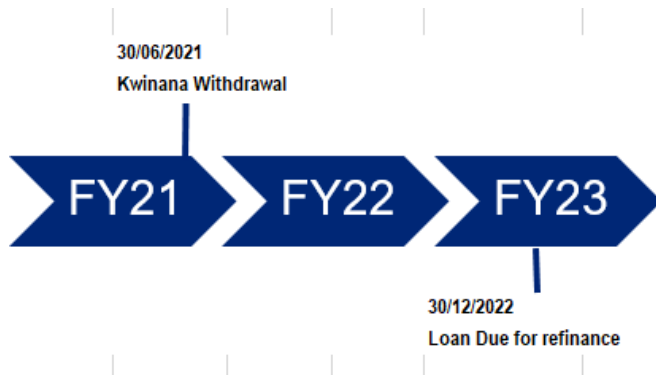 30/06/2021
Kwinana Withdrawal
FY21 FY22 FY23
30/12/2022
Loan Due for refinance